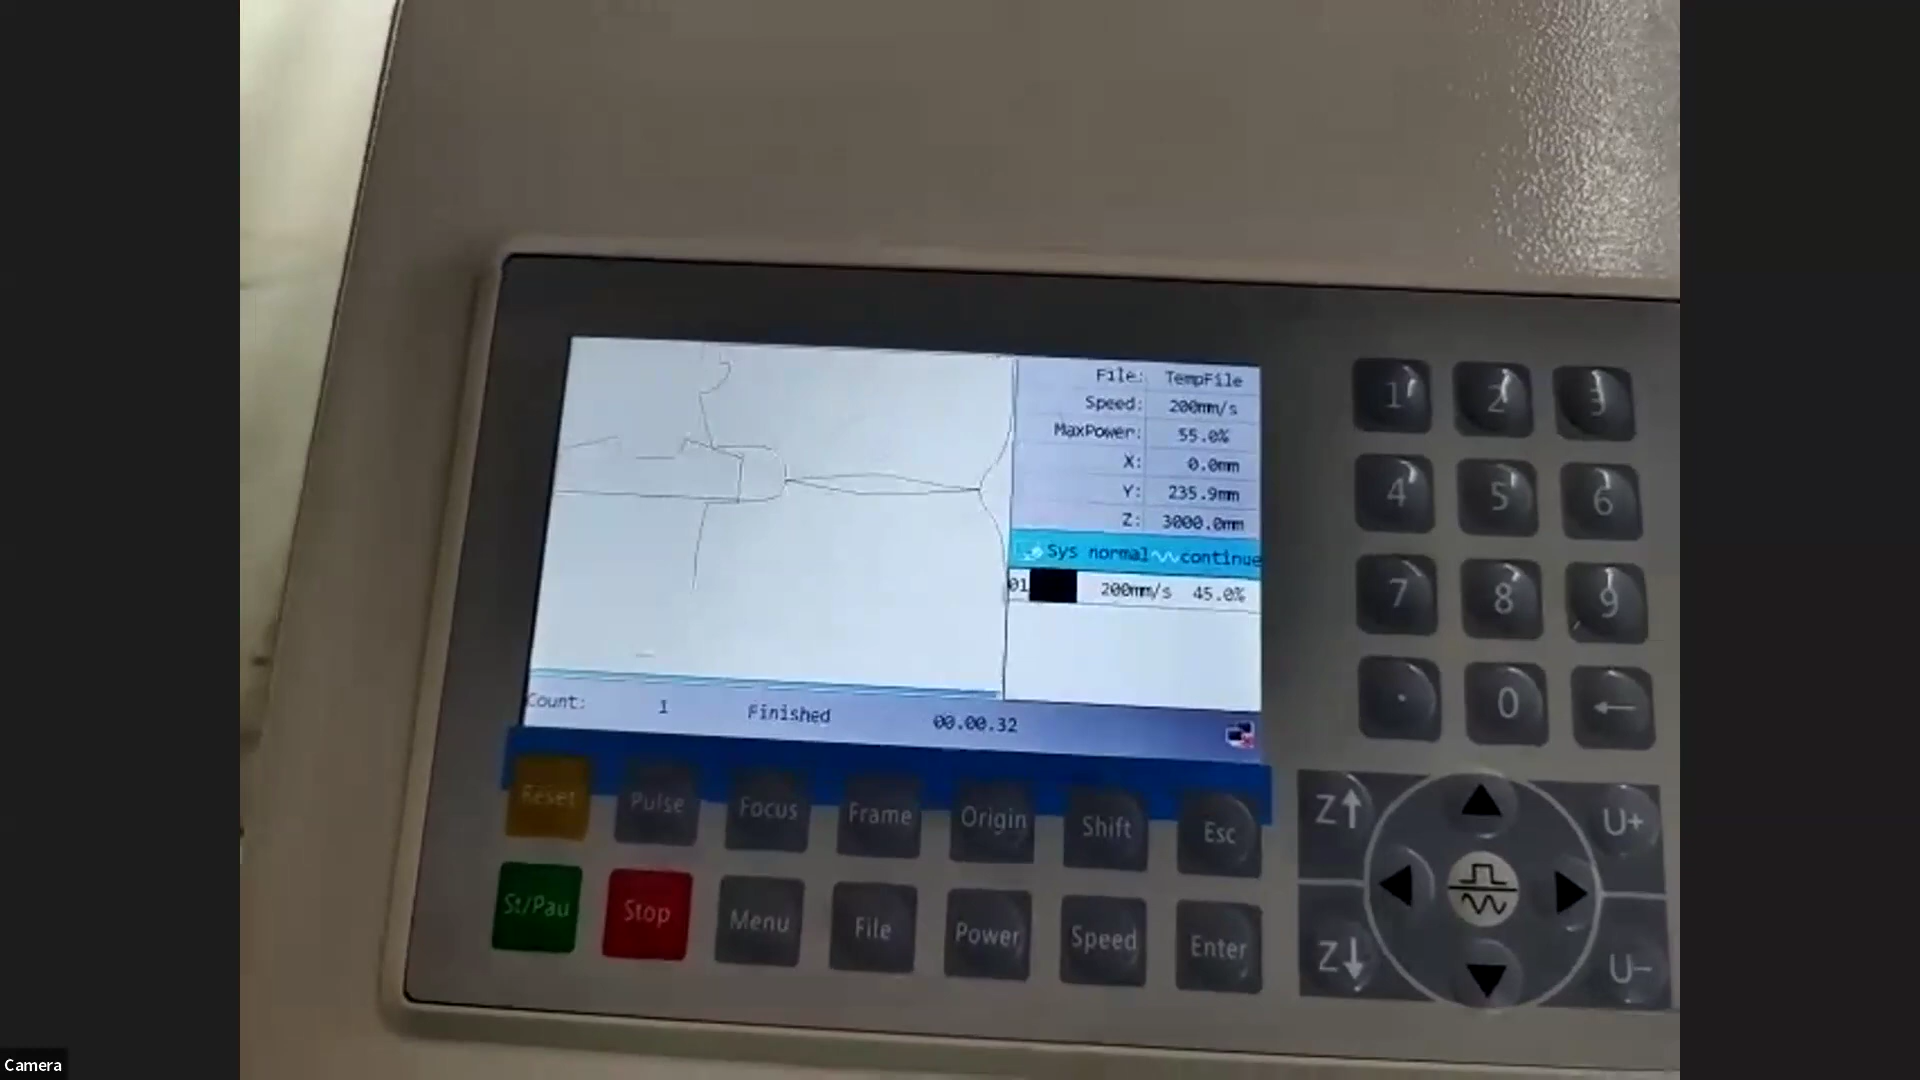 File: TempFile
Speed: 200mm/s
MaxPower: 55.0%
X: 0.0mm
Y: 235.9mm
Z: 3000.0mm
Sys normal continue
01 200mm/s 45.0%
Count: 1 Finished 00.00.32
1 2 3
4 5 6
7 8 9
. 0 ←
Reset Pulse Focus Frame Origin Shift Esc
St/Pau Stop Menu File Power Speed Enter
Z↑ U+
Z↓ U-
Camera